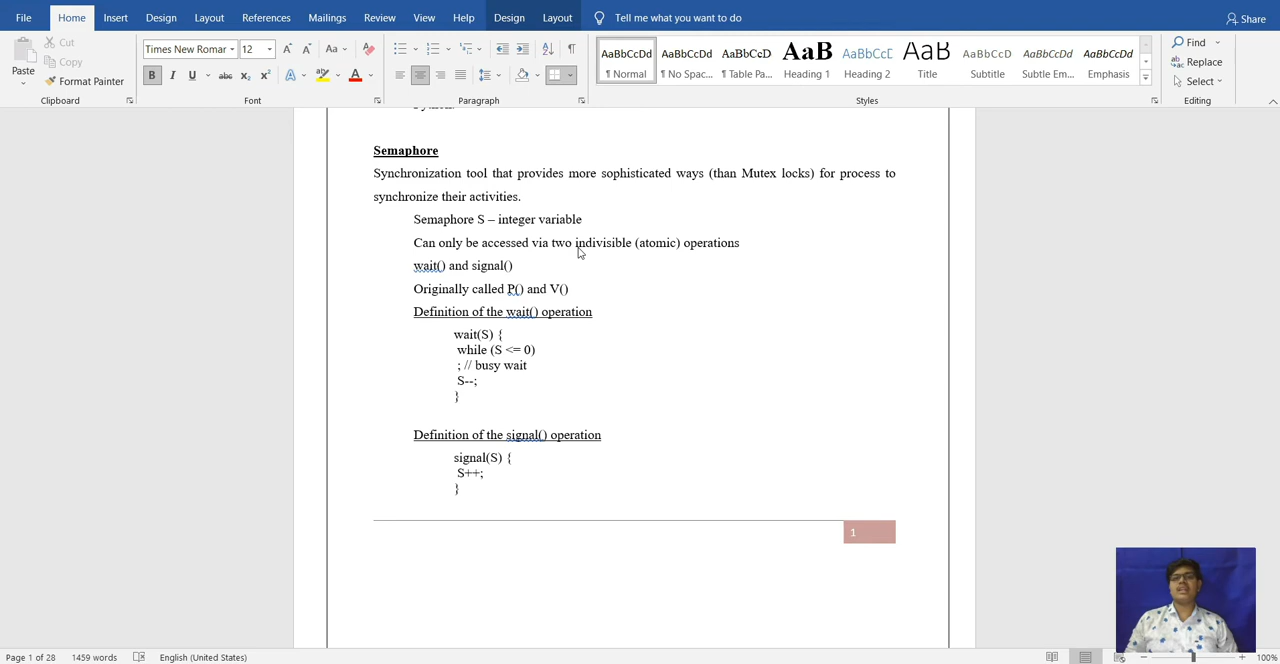 File Home Insert Design Layout References Mailings Review View Help Design Layout Tell me what you want to do Share
Paste
Cut
Copy
Format Painter
Clipboard
Times New Romar 12
Font
Paragraph
AaBbCcDd AaBbCcDd AaBbCcD AaB AaBbCcD AaB AaBbCcD AaBbCcDd AaBbCcDd
¶ Normal ¶ No Spac... ¶ Table Pa... Heading 1 Heading 2 Title Subtitle Subtle Em... Emphasis
Styles
Find
Replace
Select
Editing
Semaphore
Synchronization tool that provides more sophisticated ways (than Mutex locks) for process to
synchronize their activities.
Semaphore S – integer variable
Can only be accessed via two indivisible (atomic) operations
wait() and signal()
Originally called P() and V()
Definition of the wait() operation
wait(S) {
while (S <= 0)
; // busy wait
S--;
}
Definition of the signal() operation
signal(S) {
S++;
}
1
Page 1 of 28 1459 words English (United States) 100%